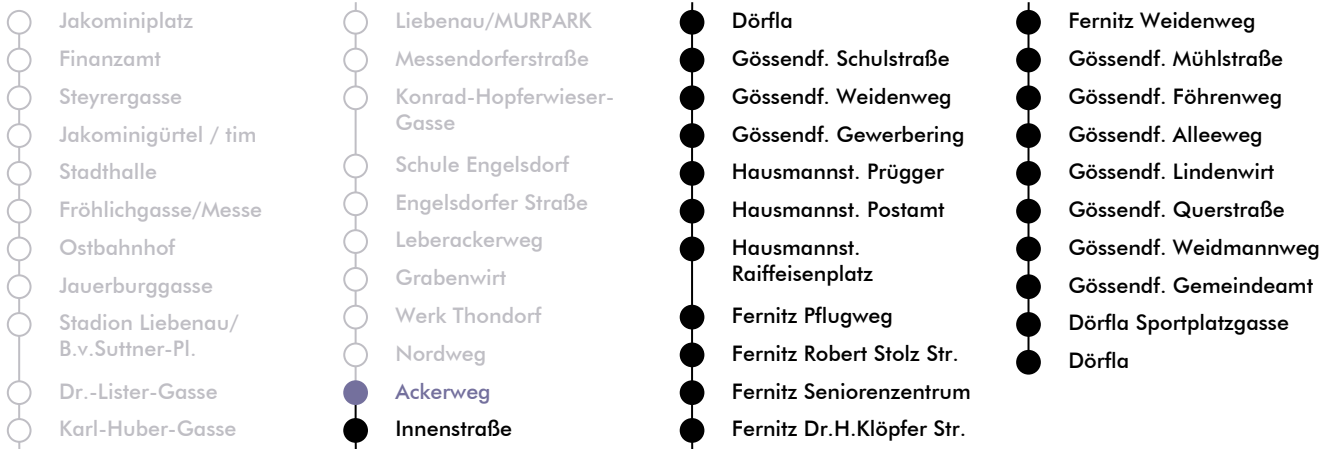 Jakominiplatz
Finanzamt
Steyrergasse
Jakominigürtel / tim
Stadthalle
Fröhlichgasse/Messe
Ostbahnhof
Jauerburggasse
Stadion Liebenau/
B.v.Suttner-Pl.
Dr.-Lister-Gasse
Karl-Huber-Gasse
Liebenau/MURPARK
Messendorferstraße
Konrad-Hopferwieser-
Gasse
Schule Engelsdorf
Engelsdorfer Straße
Leberackerweg
Grabenwirt
Werk Thondorf
Nordweg
Ackerweg
Innenstraße
Dörfla
Gössendf. Schulstraße
Gössendf. Weidenweg
Gössendf. Gewerbering
Hausmannst. Prügger
Hausmannst. Postamt
Hausmannst.
Raiffeisenplatz
Fernitz Pflugweg
Fernitz Robert Stolz Str.
Fernitz Seniorenzentrum
Fernitz Dr.H.Klöpfer Str.
Fernitz Weidenweg
Gössendf. Mühlstraße
Gössendf. Föhrenweg
Gössendf. Alleeweg
Gössendf. Lindenwirt
Gössendf. Querstraße
Gössendf. Weidmannweg
Gössendf. Gemeindeamt
Dörfla Sportplatzgasse
Dörfla